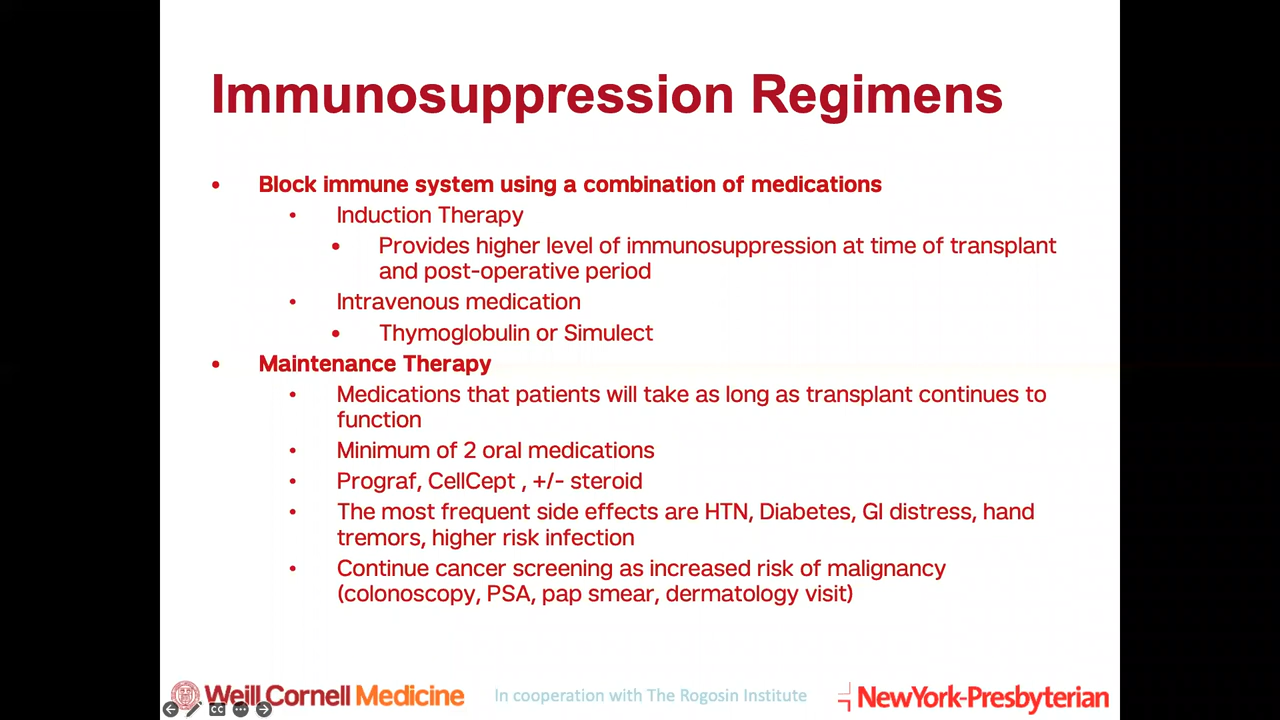 Immunosuppression Regimens
• Block immune system using a combination of medications
• Induction Therapy
• Provides higher level of immunosuppression at time of transplant
and post-operative period
• Intravenous medication
• Thymoglobulin or Simulect
• Maintenance Therapy
• Medications that patients will take as long as transplant continues to
function
• Minimum of 2 oral medications
• Prograf, CellCept , +/- steroid
• The most frequent side effects are HTN, Diabetes, GI distress, hand
tremors, higher risk infection
• Continue cancer screening as increased risk of malignancy
(colonoscopy, PSA, pap smear, dermatology visit)
Weill Cornell Medicine In cooperation with The Rogosin Institute NewYork-Presbyterian
CC